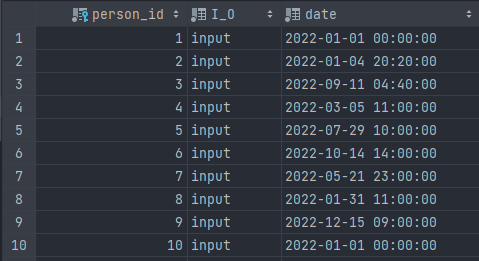 person_id I_O date
1 1 input 2022-01-01 00:00:00
2 2 input 2022-01-04 20:20:00
3 3 input 2022-09-11 04:40:00
4 4 input 2022-03-05 11:00:00
5 5 input 2022-07-29 10:00:00
6 6 input 2022-10-14 14:00:00
7 7 input 2022-05-21 23:00:00
8 8 input 2022-01-31 11:00:00
9 9 input 2022-12-15 09:00:00
10 10 input 2022-01-01 00:00:00